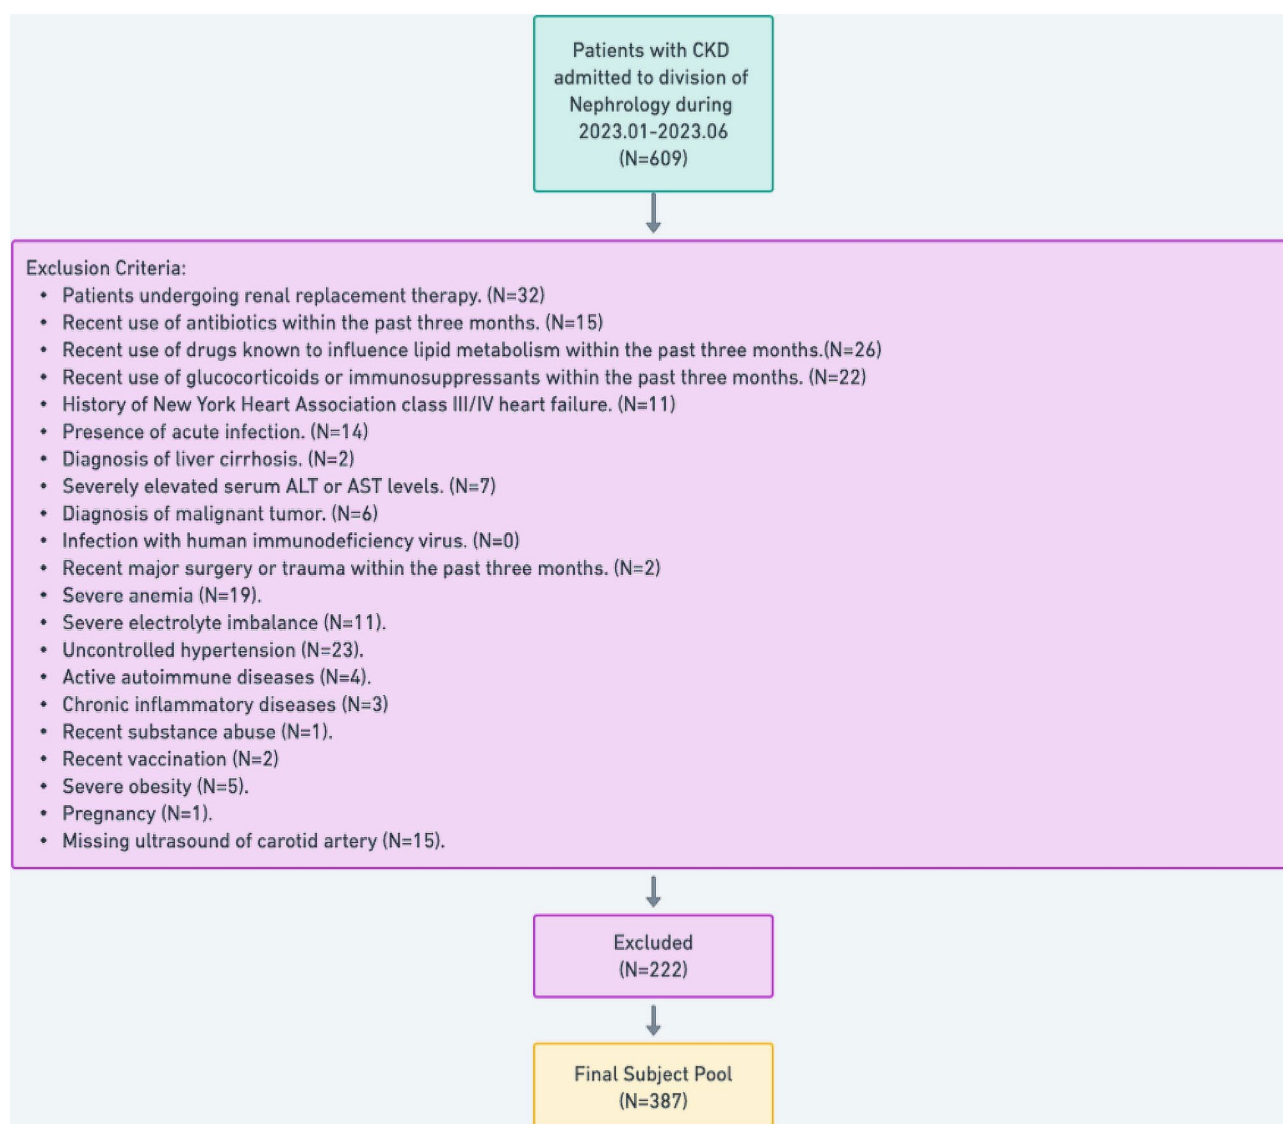 Patients with CKD
admitted to division of
Nephrology during
2023.01-2023.06
(N=609)
Exclusion Criteria:
• Patients undergoing renal replacement therapy. (N=32)
• Recent use of antibiotics within the past three months. (N=15)
• Recent use of drugs known to influence lipid metabolism within the past three months.(N=26)
• Recent use of glucocorticoids or immunosuppressants within the past three months. (N=22)
• History of New York Heart Association class III/IV heart failure. (N=11)
• Presence of acute infection. (N=14)
• Diagnosis of liver cirrhosis. (N=2)
• Severely elevated serum ALT or AST levels. (N=7)
• Diagnosis of malignant tumor. (N=6)
• Infection with human immunodeficiency virus. (N=0)
• Recent major surgery or trauma within the past three months. (N=2)
• Severe anemia (N=19).
• Severe electrolyte imbalance (N=11).
• Uncontrolled hypertension (N=23).
• Active autoimmune diseases (N=4).
• Chronic inflammatory diseases (N=3)
• Recent substance abuse (N=1).
• Recent vaccination (N=2)
• Severe obesity (N=5).
• Pregnancy (N=1).
• Missing ultrasound of carotid artery (N=15).
Excluded
(N=222)
Final Subject Pool
(N=387)